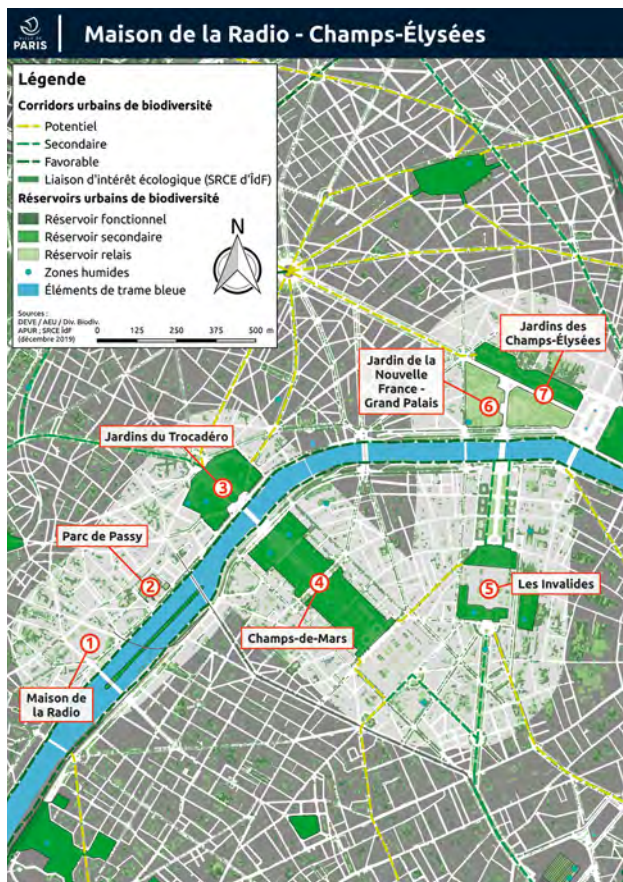 VILLE DE
PARIS
Maison de la Radio - Champs-Élysées
Légende
Corridors urbains de biodiversité
Potentiel
Secondaire
Favorable
Liaison d'intérêt écologique (SRCE d'ÎdF)
Réservoirs urbains de biodiversité
Réservoir fonctionnel
Réservoir secondaire
Réservoir relais
Zones humides
Éléments de trame bleue
N
Sources :
DEVE / AEU / Div. Biodiv.
APUR ; SRCE îdF
(décembre 2019)
0 125 250 375 500 m
Jardins des
Champs-Élysées
7
Jardin de la
Nouvelle
France -
Grand Palais
6
Jardins du Trocadéro
3
Parc de Passy
2
4
Champs-de-Mars
5
Les Invalides
1
Maison de
la Radio